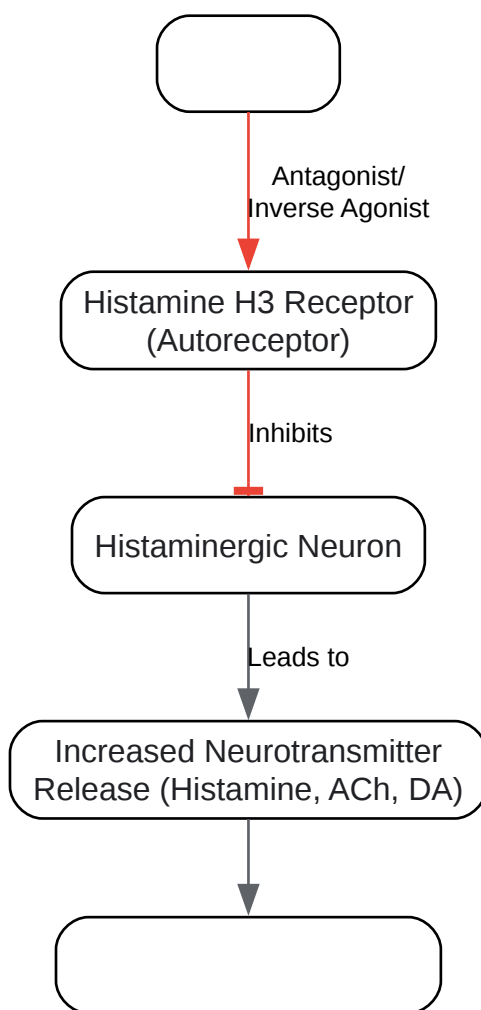 Antagonist/
Inverse Agonist
Histamine H3 Receptor
(Autoreceptor)
Inhibits
Histaminergic Neuron
Leads to
Increased Neurotransmitter
Release (Histamine, ACh, DA)